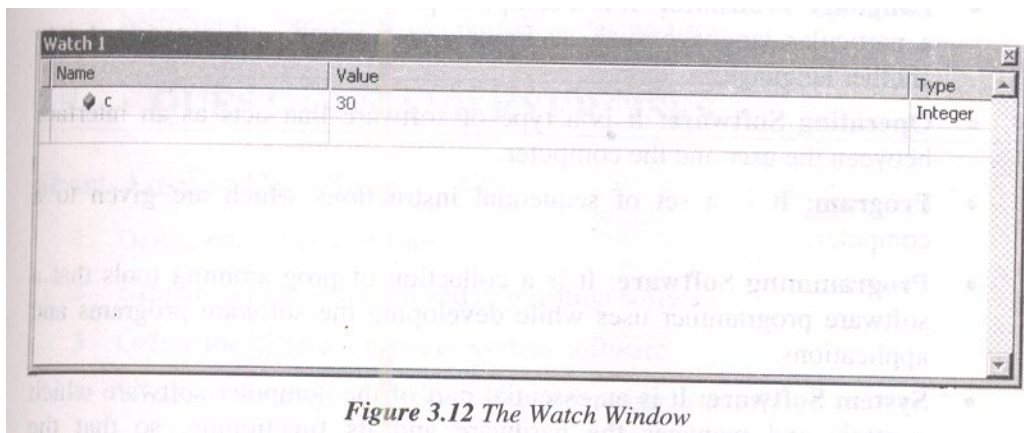 Watch 1
Name Value Type
c 30 Integer
Operating Software: It is a type of software that acts as an
between the user and the computer.
Program: It is a set of sequential instructions which are given to a
computer.
Programming Software: It is a collection of programming tools that a
software programmer uses while developing the software programs and
applications.
System Software: It is an essential part of the computer software which
Figure 3.12 The Watch Window